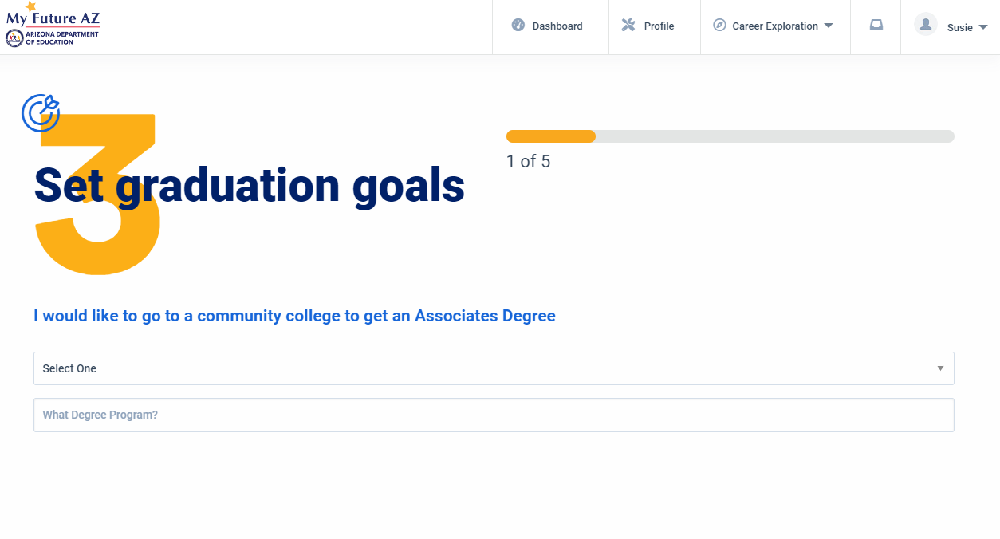 My Future AZ
ARIZONA DEPARTMENT
OF EDUCATION
Dashboard
Profile
Career Exploration
Susie
3
Set graduation goals
1 of 5
I would like to go to a community college to get an Associates Degree
Select One
What Degree Program?